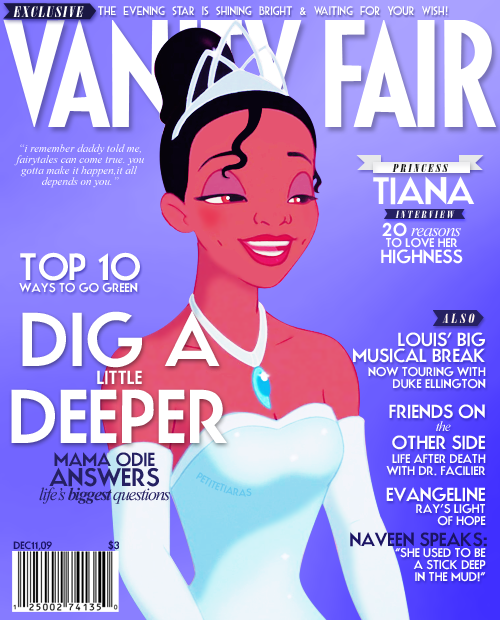 EXCLUSIVE THE EVENING STAR IS SHINING BRIGHT & WAITING FOR YOUR WISH!
VANITY FAIR
"i remember daddy told me,
fairytales can come true. you
gotta make it happen,it all
depends on you."
PRINCESS
TIANA
INTERVIEW
20 reasons
TO LOVE HER
HIGHNESS
TOP 10
WAYS TO GO GREEN
DIG A
LITTLE
DEEPER
MAMA ODIE
ANSWERS
life's biggest questions
ALSO
LOUIS' BIG
MUSICAL BREAK
NOW TOURING WITH
DUKE ELLINGTON
FRIENDS ON
the
OTHER SIDE
LIFE AFTER DEATH
WITH DR. FACILIER
EVANGELINE
RAY'S LIGHT
OF HOPE
NAVEEN SPEAKS:
"SHE USED TO BE
A STICK DEEP
IN THE MUD!"
PETITETIARAS
DEC11,09 $3
1 25002 74135 0